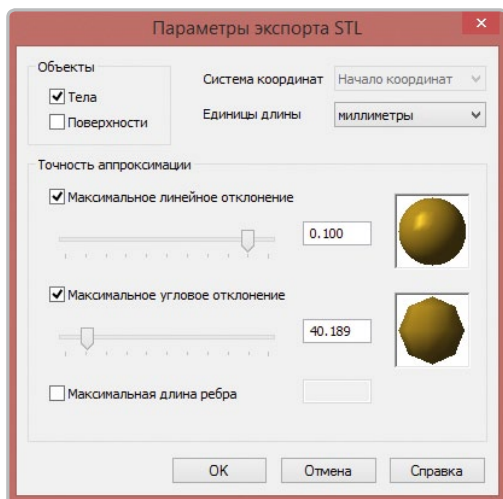 Параметры экспорта STL
Объекты
Тела
Поверхности
Система координат Начало координат
Единицы длины миллиметры
Точность аппроксимации
Максимальное линейное отклонение
0.100
Максимальное угловое отклонение
40.189
Максимальная длина ребра
OK Отмена Справка